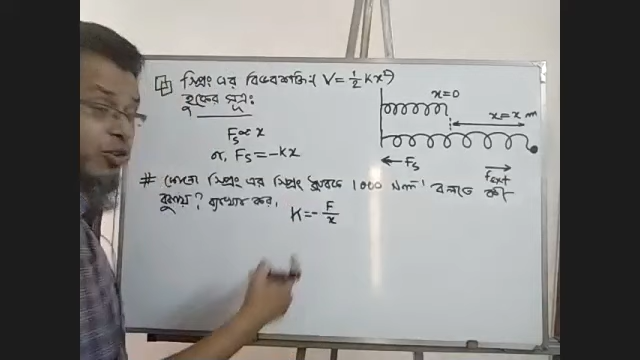 স্প্রিং এর বিভবশক্তি: (V = ½ Kx²)
হুকের সূত্র:
Fs ∝ x
বা, Fs = -kx
x=0
x = x m
← Fs
Fext
# কোনো স্প্রিং এর স্প্রিং ধ্রুবক 1000 Nm⁻¹ বলতে কী
বুঝায়? ব্যাখ্যা কর।
K = - F/x